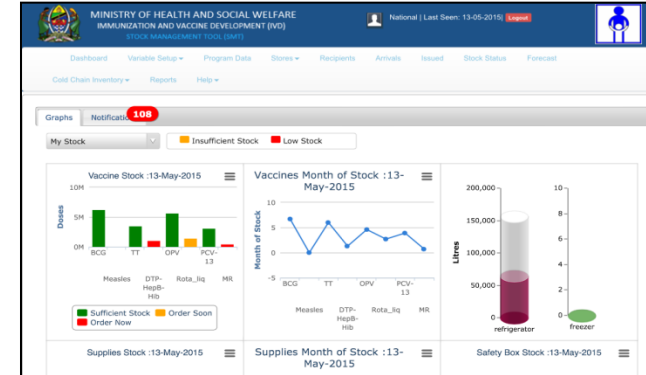 MINISTRY OF HEALTH AND SOCIAL WELFARE
IMMUNIZATION AND VACCINE DEVELOPMENT (IVD)
STOCK MANAGEMENT TOOL (SMT)
National | Last Seen: 13-05-2015| Logout
Dashboard Variable Setup Program Data Stores Recipients Arrivals Issued Stock Status Forecast
Cold Chain Inventory Reports Help
Graphs Notificati 108
My Stock Insufficient Stock Low Stock
Vaccine Stock :13-May-2015
10M
5M
0M
Doses
BCG TT OPV PCV-13
Measles DTP-HepB-Hib Rota_liq MR
Sufficient Stock Order Soon
Order Now
Vaccines Month of Stock :13-
May-2015
10
5
0
-5
Month of Stock
BCG TT OPV PCV-13
Measles DTP-HepB-Hib Rota_liq MR
200,000
150,000
100,000
50,000
0
Litres
refrigerator
10
8
6
4
2
0
freezer
Supplies Stock :13-May-2015
Supplies Month of Stock :13-
May-2015
Safety Box Stock :13-May-2015